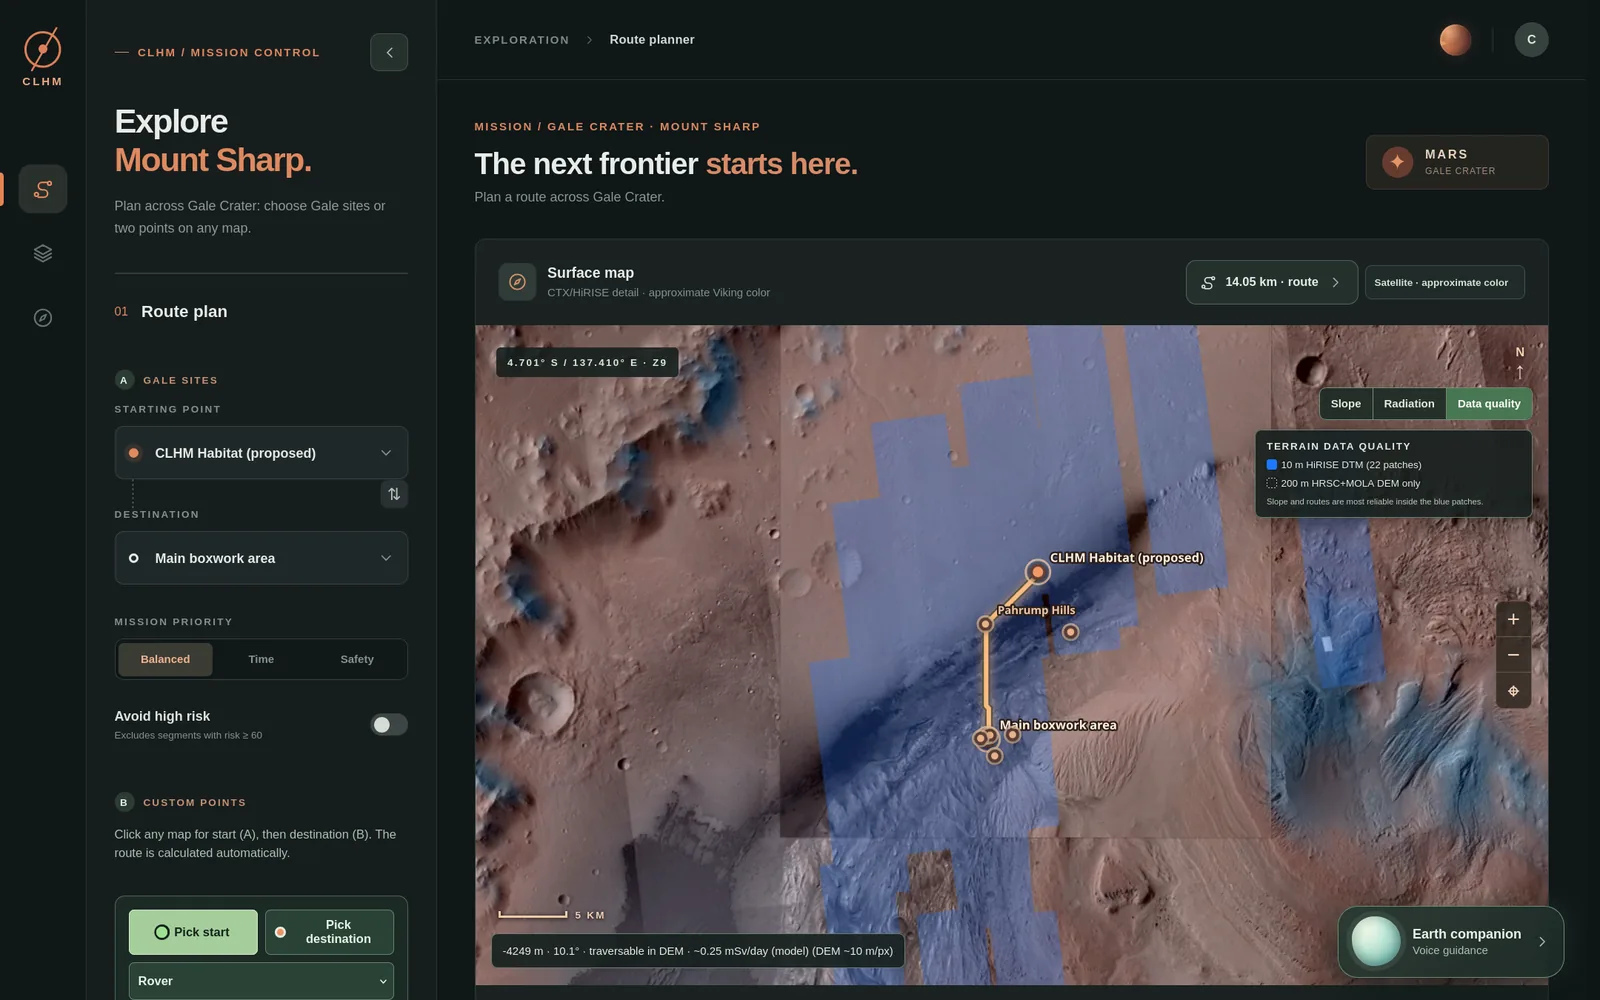 CLHM
— CLHM / MISSION CONTROL
Explore
Mount Sharp.
Plan across Gale Crater: choose Gale sites or
two points on any map.
01 Route plan
A GALE SITES
STARTING POINT
CLHM Habitat (proposed)
DESTINATION
Main boxwork area
MISSION PRIORITY
Balanced Time Safety
Avoid high risk
Excludes segments with risk ≥ 60
B CUSTOM POINTS
Click any map for start (A), then destination (B). The
route is calculated automatically.
Pick start
Pick
destination
Rover
EXPLORATION > Route planner
C
MISSION / GALE CRATER · MOUNT SHARP
The next frontier starts here.
Plan a route across Gale Crater.
MARS
GALE CRATER
Surface map
CTX/HiRISE detail · approximate Viking color
14.05 km · route
Satellite · approximate color
4.701° S / 137.410° E · Z9
N
↑
Slope Radiation Data quality
TERRAIN DATA QUALITY
10 m HiRISE DTM (22 patches)
200 m HRSC+MOLA DEM only
Slope and routes are most reliable inside the blue patches.
CLHM Habitat (proposed)
Pahrump Hills
Main boxwork area
+
−
5 KM
-4249 m · 10.1° · traversable in DEM · ~0.25 mSv/day (model) (DEM ~10 m/px)
Earth companion
Voice guidance